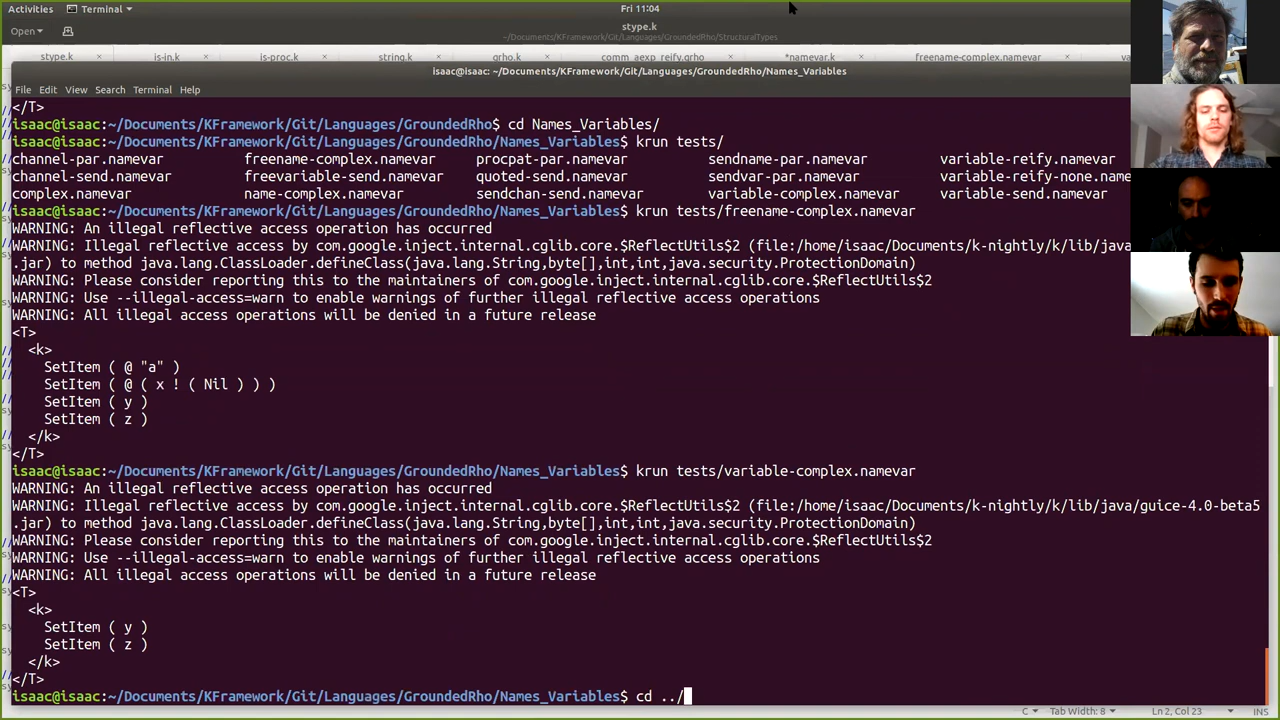 Activities Terminal Fri 11:04
Open stype.k
~/Documents/KFramework/Git/Languages/GroundedRho/StructuralTypes
stype.k × is-in.k × is-proc.k × string.k × grho.k × comm_aexp_reify.grho × *namevar.k × freename-complex.namevar ×
isaac@isaac: ~/Documents/KFramework/Git/Languages/GroundedRho/Names_Variables
File Edit View Search Terminal Help
</T>
isaac@isaac:~/Documents/KFramework/Git/Languages/GroundedRho$ cd Names_Variables/
isaac@isaac:~/Documents/KFramework/Git/Languages/GroundedRho/Names_Variables$ krun tests/
channel-par.namevar freename-complex.namevar procpat-par.namevar sendname-par.namevar variable-reify.namevar
channel-send.namevar freevariable-send.namevar quoted-send.namevar sendvar-par.namevar variable-reify-none.name
complex.namevar name-complex.namevar sendchan-send.namevar variable-complex.namevar variable-send.namevar
isaac@isaac:~/Documents/KFramework/Git/Languages/GroundedRho/Names_Variables$ krun tests/freename-complex.namevar
WARNING: An illegal reflective access operation has occurred
WARNING: Illegal reflective access by com.google.inject.internal.cglib.core.$ReflectUtils$2 (file:/home/isaac/Documents/k-nightly/k/lib/java
.jar) to method java.lang.ClassLoader.defineClass(java.lang.String,byte[],int,int,java.security.ProtectionDomain)
WARNING: Please consider reporting this to the maintainers of com.google.inject.internal.cglib.core.$ReflectUtils$2
WARNING: Use --illegal-access=warn to enable warnings of further illegal reflective access operations
WARNING: All illegal access operations will be denied in a future release
<T>
<k>
SetItem ( @ "a" )
SetItem ( @ ( x ! ( Nil ) ) )
SetItem ( y )
SetItem ( z )
</k>
</T>
isaac@isaac:~/Documents/KFramework/Git/Languages/GroundedRho/Names_Variables$ krun tests/variable-complex.namevar
WARNING: An illegal reflective access operation has occurred
WARNING: Illegal reflective access by com.google.inject.internal.cglib.core.$ReflectUtils$2 (file:/home/isaac/Documents/k-nightly/k/lib/java/guice-4.0-beta5
.jar) to method java.lang.ClassLoader.defineClass(java.lang.String,byte[],int,int,java.security.ProtectionDomain)
WARNING: Please consider reporting this to the maintainers of com.google.inject.internal.cglib.core.$ReflectUtils$2
WARNING: Use --illegal-access=warn to enable warnings of further illegal reflective access operations
WARNING: All illegal access operations will be denied in a future release
<T>
<k>
SetItem ( y )
SetItem ( z )
</k>
</T>
isaac@isaac:~/Documents/KFramework/Git/Languages/GroundedRho/Names_Variables$ cd ../
C Tab Width: 8 Ln 2, Col 23 INS